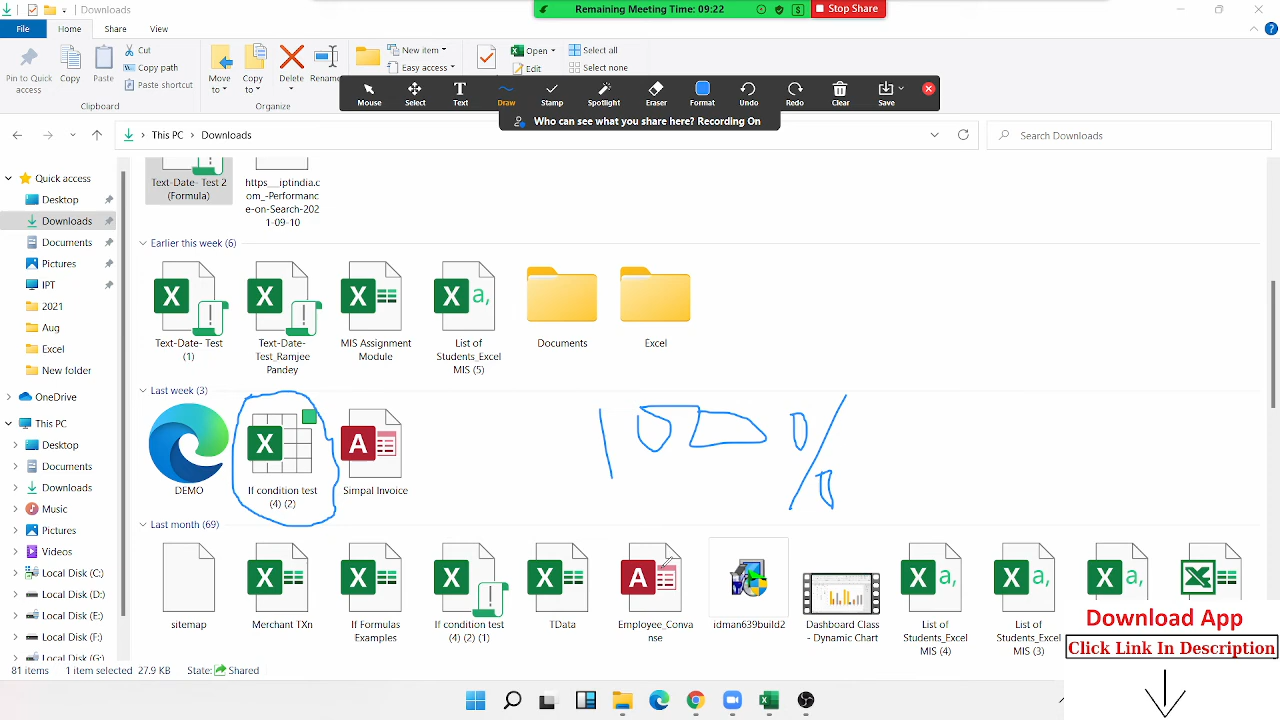 Downloads
Remaining Meeting Time: 09:22
Stop Share
File
Home
Share
View
Pin to Quick access
Copy
Paste
Cut
Copy path
Paste shortcut
Clipboard
Move to
Copy to
Delete
Rename
Organize
New item
Easy access
Open
Edit
Select all
Select none
Mouse
Select
Text
Draw
Stamp
Spotlight
Eraser
Format
Undo
Redo
Clear
Save
Who can see what you share here? Recording On
This PC
Downloads
Search Downloads
Quick access
Desktop
Downloads
Documents
Pictures
IPT
2021
Aug
Excel
New folder
OneDrive
This PC
Desktop
Documents
Downloads
Music
Pictures
Videos
Local Disk (C:)
Local Disk (D:)
Local Disk (E:)
Local Disk (F:)
Local Disk (G:)
Text-Date- Test 2
(Formula)
https__iptindia.
com_-Performanc
e-on-Search-202
1-09-10
Earlier this week (6)
Text-Date- Test
(1)
Text-Date-
Test_Ramjee
Pandey
MIS Assignment
Module
List of
Students_Excel
MIS (5)
Documents
Excel
Last week (3)
DEMO
If condition test
(4) (2)
Simpal Invoice
100 %
Last month (69)
sitemap
Merchant TXn
If Formula
Examples
If condition test
(4) (2) (1)
TData
Employee_Conva
nse
idman639build2
Dashboard Class
- Dynamic Chart
List of
Students_Excel
MIS (4)
List of
Students_Excel
MIS (3)
Download App
Click Link In Description
81 items
1 item selected 27.9 KB
State: Shared